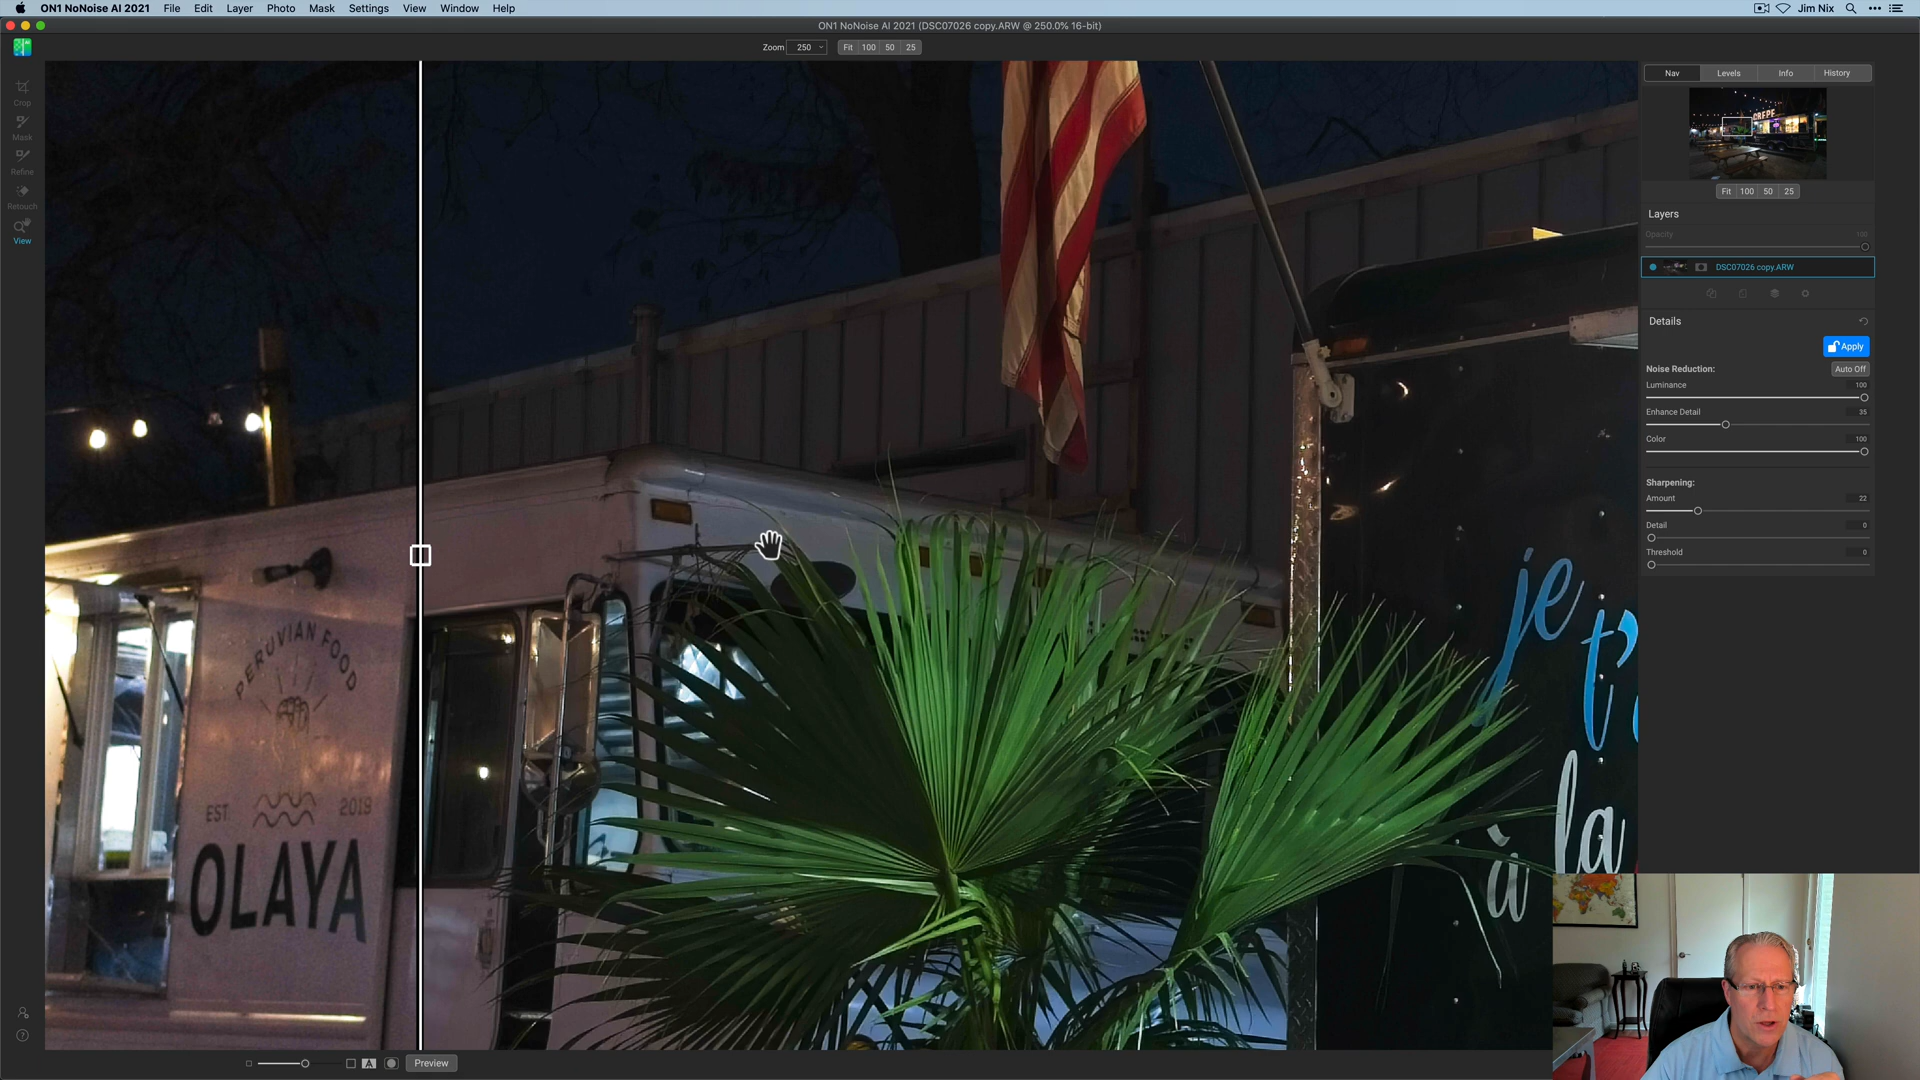 ON1 NoNoise AI 2021 File Edit Layer Photo Mask Settings View Window Help Jim Nix
ON1 NoNoise AI 2021 (DSC07026 copy.ARW @ 250.0% 16-bit)
Zoom 250 Fit 100 50 25
Crop
Mask
Refine
Retouch
View
Nav Levels Info History
CREPE
Fit 100 50 25
Layers
Opacity 100
DSC07026 copy.ARW
Details
Apply
Noise Reduction: Auto Off
Luminance 100
Enhance Detail 35
Color 100
Sharpening:
Amount 22
Detail 0
Threshold 0
PERUVIAN FOOD
EST. 2019
OLAYA
je
t'
à la
A Preview